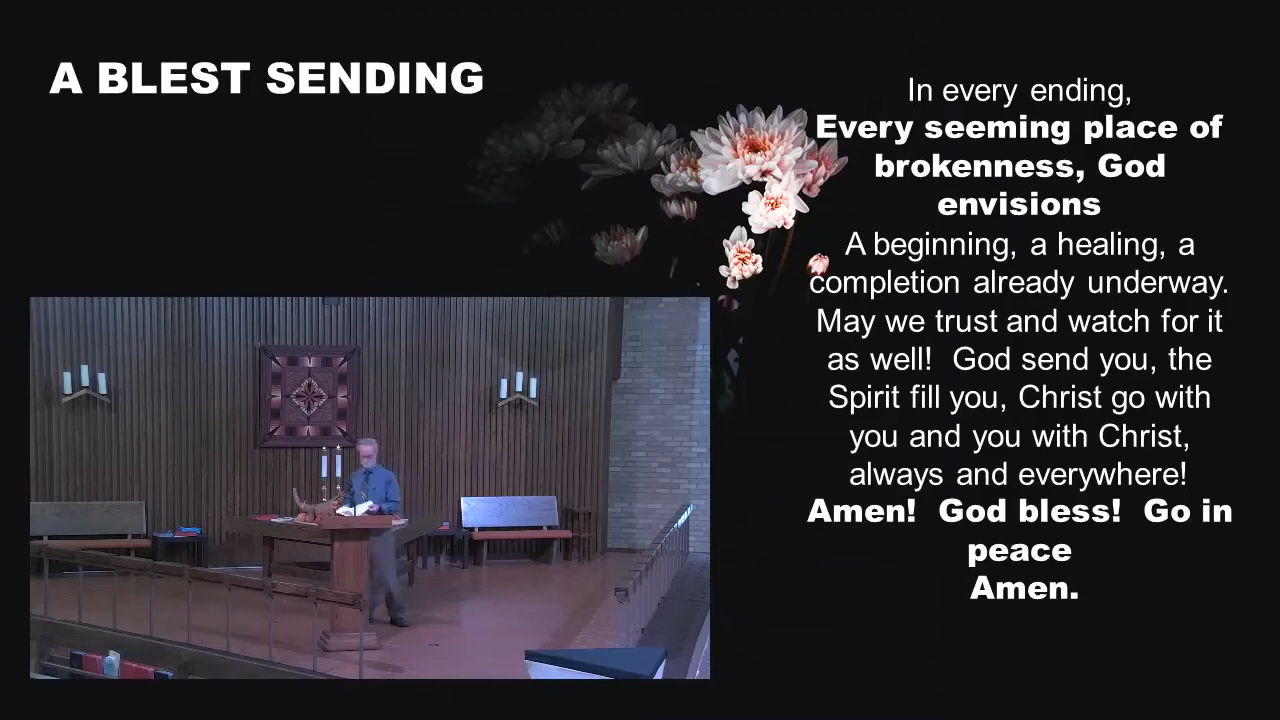 A BLEST SENDING
In every ending,
Every seeming place of
brokenness, God
envisions
A beginning, a healing, a
completion already underway.
May we trust and watch for it
as well!  God send you, the
Spirit fill you, Christ go with
you and you with Christ,
always and everywhere!
Amen!  God bless!  Go in
peace
Amen.